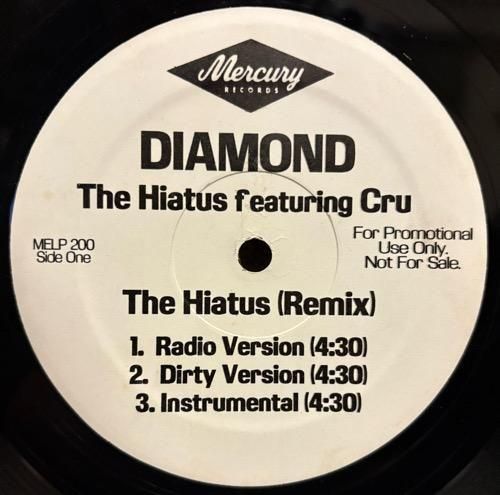 Mercury
RECORDS
DIAMOND
The Hiatus featuring Cru
MELP 200
Side One
For Promotional
Use Only.
Not For Sale.
The Hiatus (Remix)
1. Radio Version (4:30)
2. Dirty Version (4:30)
3. Instrumental (4:30)